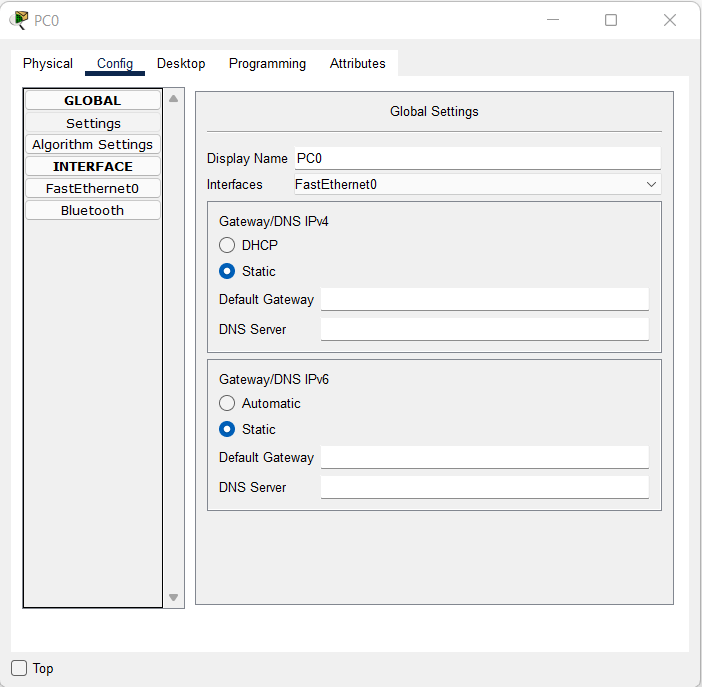 PC0
Physical Config Desktop Programming Attributes
GLOBAL
Settings
Algorithm Settings
INTERFACE
FastEthernet0
Bluetooth
Global Settings
Display Name PC0
Interfaces FastEthernet0
Gateway/DNS IPv4
DHCP
Static
Default Gateway
DNS Server
Gateway/DNS IPv6
Automatic
Static
Default Gateway
DNS Server
Top